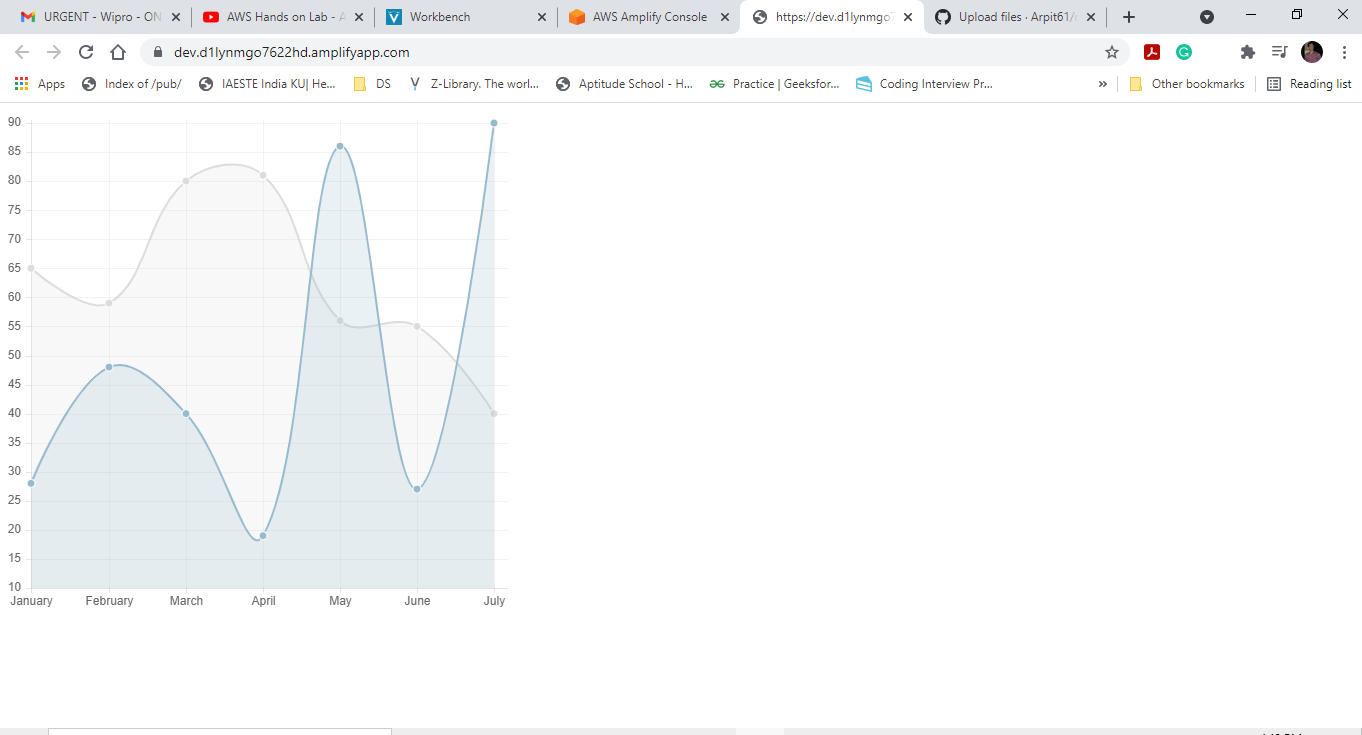 URGENT - Wipro - ON
AWS Hands on Lab - A
Workbench
AWS Amplify Console
https://dev.d1lynmgo7
Upload files · Arpit61/
dev.d1lynmgo7622hd.amplifyapp.com
Apps
Index of /pub/
IAESTE India KU| He...
DS
Z-Library. The worl...
Aptitude School - H...
Practice | Geeksfor...
Coding Interview Pr...
»
Other bookmarks
Reading list
90
85
80
75
70
65
60
55
50
45
40
35
30
25
20
15
10
January February March April May June July